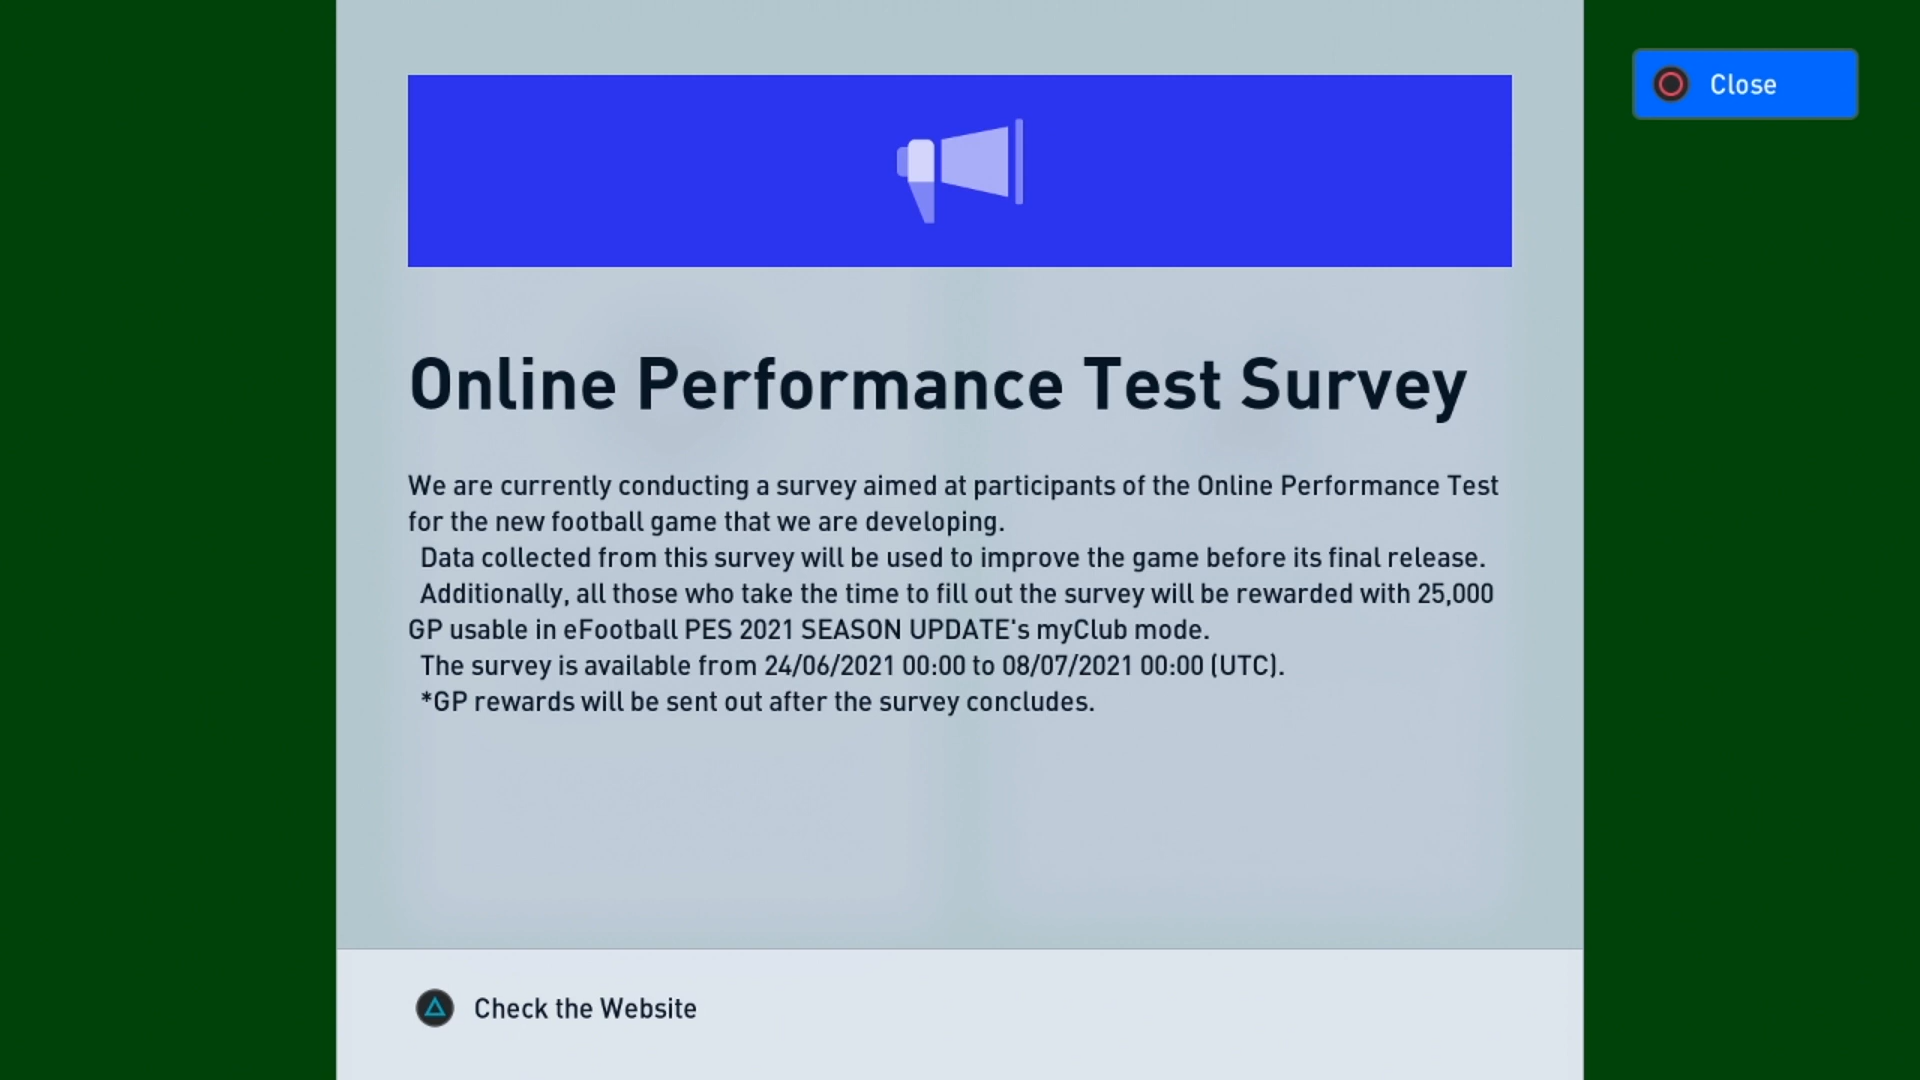 Close
Online Performance Test Survey
We are currently conducting a survey aimed at participants of the Online Performance Test
for the new football game that we are developing.
Data collected from this survey will be used to improve the game before its final release.
Additionally, all those who take the time to fill out the survey will be rewarded with 25,000
GP usable in eFootball PES 2021 SEASON UPDATE's myClub mode.
The survey is available from 24/06/2021 00:00 to 08/07/2021 00:00 (UTC).
*GP rewards will be sent out after the survey concludes.
Check the Website